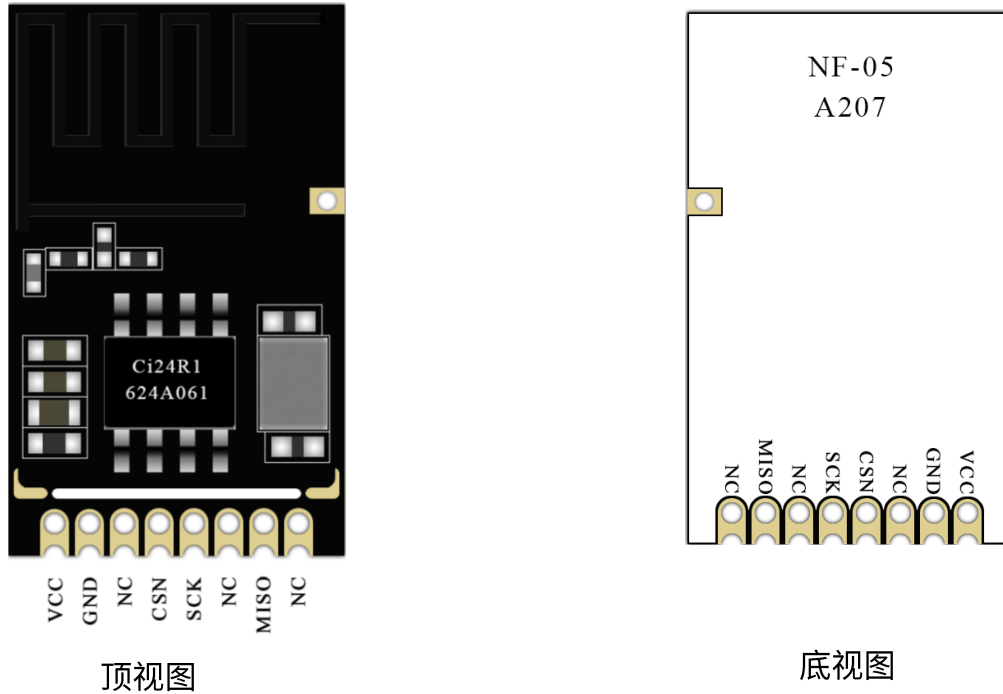 Ci24R1
624A061
VCC
GND
NC
CSN
SCK
NC
MISO
NC
顶视图
NF-05
A207
NC
MISO
NC
SCK
CSN
NC
GND
VCC
底视图